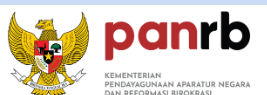 panrb
KEMENTERIAN
PENDAYAGUNAAN APARATUR NEGARA
DAN REFORMASI BIROKRASI